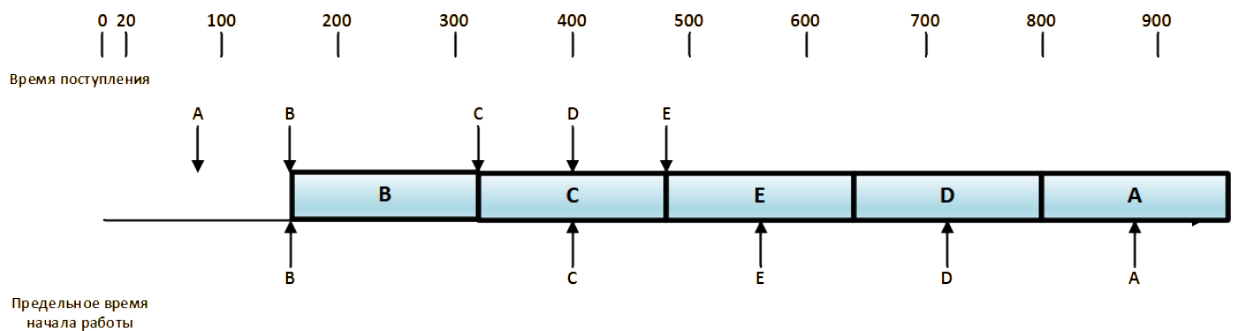 0 20 100 200 300 400 500 600 700 800 900
Время поступления
A B C D E
B C E D A
B C E D A
Предельное время
начала работы